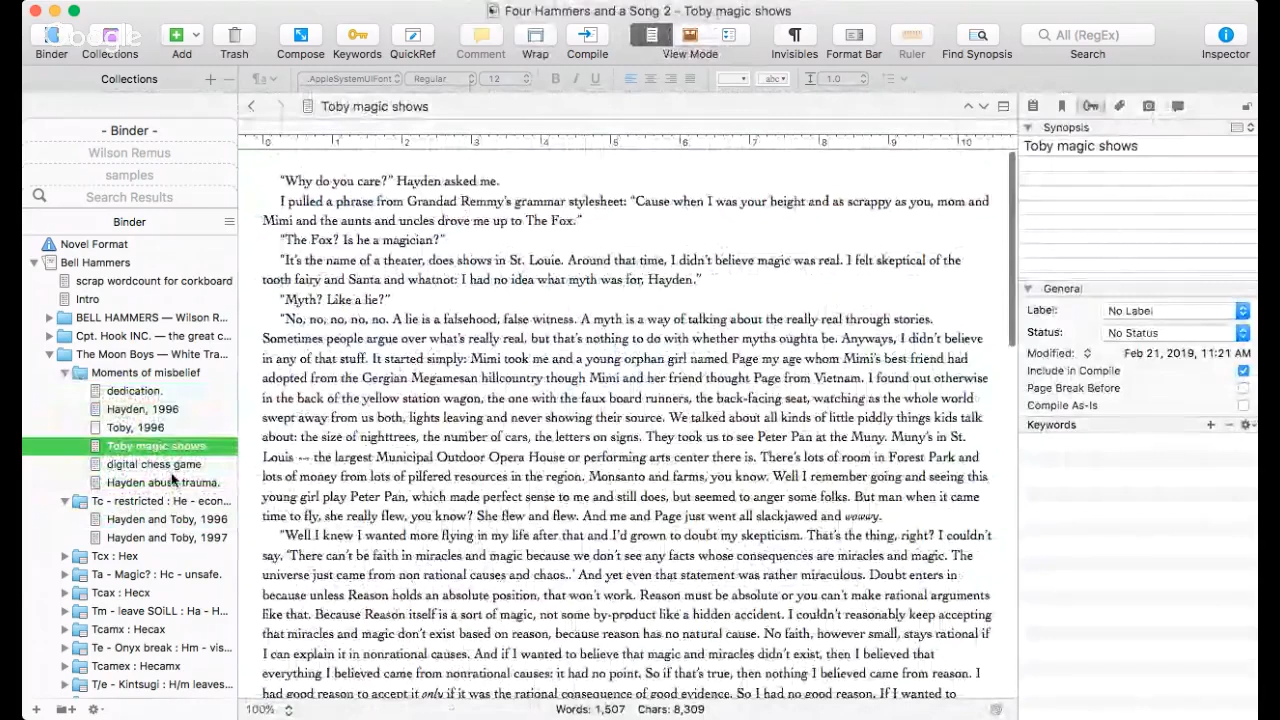 Four Hammers and a Song 2 - Toby magic shows
Binder
Collections
Add
Trash
Compose
Keywords
QuickRef
Comment
Wrap
Compile
View Mode
Invisibles
Format Bar
Ruler
Find Synopsis
All (RegEx)
Search
Inspector
Collections
.AppleSystemUIFont
Regular
12
B
I
U
abc
1.0
Toby magic shows
- Binder -
Wilson Remus
samples
Search Results
Binder
Novel Format
Bell Hammers
scrap wordcount for corkboard
Intro
BELL HAMMERS — Wilson R...
Cpt. Hook INC. — the great c...
The Moon Boys — White Tra...
Moments of misbelief
dedication.
Hayden, 1996
Toby, 1996
Toby magic shows
digital chess game
Hayden abuse trauma.
Tc - restricted : He - econ...
Hayden and Toby, 1996
Hayden and Toby, 1997
Tcx : Hex
Ta - Magic? : Hc - unsafe.
Tcax : Hecx
Tm - leave SOiLL : Ha - H...
Tcamx : Hecax
Te - Onyx break : Hm - vis...
Tcamex : Hecamx
T/e - Kintsugi : H/m leaves...
0 1 2 3 4 5 6 7 8 9 10
"Why do you care?" Hayden asked me.
I pulled a phrase from Grandad Remmy's grammar stylesheet: "Cause when I was your height and as scrappy as you, mom and
Mimi and the aunts and uncles drove me up to The Fox."
"The Fox? Is he a magician?"
"It's the name of a theater, does shows in St. Louie. Around that time, I didn't believe magic was real. I felt skeptical of the
tooth fairy and Santa and whatnot: I had no idea what myth was for, Hayden."
"Myth? Like a lie?"
"No, no, no, no, no. A lie is a falsehood, false witness. A myth is a way of talking about the really real through stories.
Sometimes people argue over what's really real, but that's nothing to do with whether myths oughta be. Anyways, I didn't believe
in any of that stuff. It started simply: Mimi took me and a young orphan girl named Page my age whom Mimi's best friend had
adopted from the Gergian Megamesan hillcountry though Mimi and her friend thought Page from Vietnam. I found out otherwise
in the back of the yellow station wagon, the one with the faux board runners, the back-facing seat, watching as the whole world
swept away from us both, lights leaving and never showing their source. We talked about all kinds of little piddly things kids talk
about: the size of nighttrees, the number of cars, the letters on signs. They took us to see Peter Pan at the Muny. Muny's in St.
Louis -- the largest Municipal Outdoor Opera House or performing arts center there is. There's lots of room in Forest Park and
lots of money from lots of pilfered resources in the region. Monsanto and farms, you know. Well I remember going and seeing this
young girl play Peter Pan, which made perfect sense to me and still does, but seemed to anger some folks. But man when it came
time to fly, she really flew, you know? She flew and flew. And me and Page just went all slackjawed and wowwy.
"Well I knew I wanted more flying in my life after that and I'd grown to doubt my skepticism. That's the thing, right? I couldn't
say, 'There can't be faith in miracles and magic because we don't see any facts whose consequences are miracles and magic. The
universe just came from non rational causes and chaos..' And yet even that statement was rather miraculous. Doubt enters in
because unless Reason holds an absolute position, that won't work. Reason must be absolute or you can't make rational arguments
like that. Because Reason itself is a sort of magic, not some by-product like a hidden accident. I couldn't reasonably keep accepting
that miracles and magic don't exist based on reason, because reason has no natural cause. No faith, however small, stays rational if
I can explain it in nonrational causes. And if I wanted to believe that magic and miracles didn't exist, then I believed that
everything I believed came from nonrational causes: it had no point. So if that's true, then nothing I believed came from reason. I
had good reason to accept it only if it was the rational consequence of good evidence. So I had no good reason. If I wanted to
100%
Words: 1,507 Chars: 8,309
Synopsis
Toby magic shows
General
Label: No Label
Status: No Status
Modified: Feb 21, 2019, 11:21 AM
Include in Compile
Page Break Before
Compile As-Is
Keywords